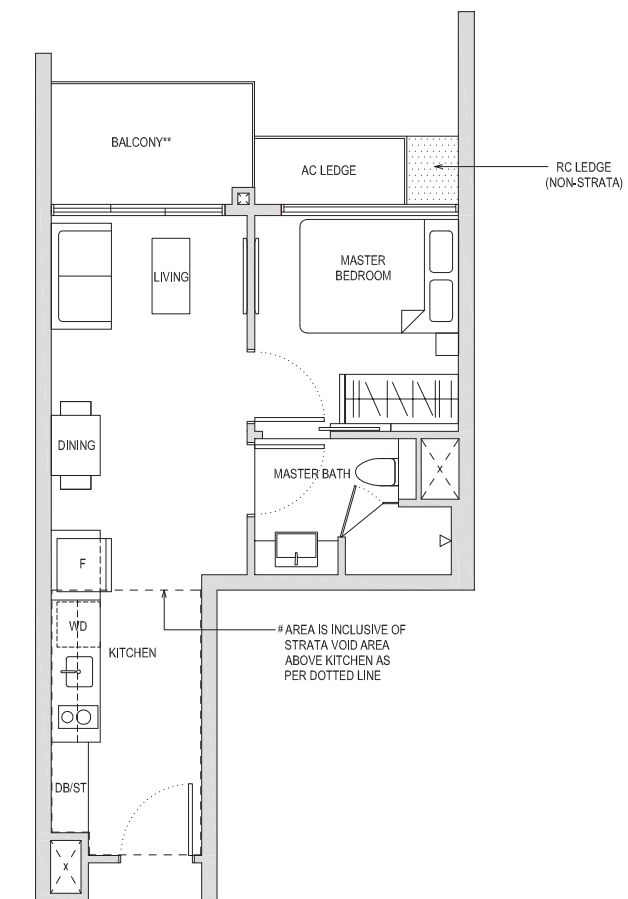 BALCONY**
AC LEDGE
RC LEDGE
(NON-STRATA)
LIVING
MASTER
BEDROOM
DINING
MASTER BATH
X
F
WD
KITCHEN
# AREA IS INCLUSIVE OF
STRATA VOID AREA
ABOVE KITCHEN AS
PER DOTTED LINE
DB/ST
X